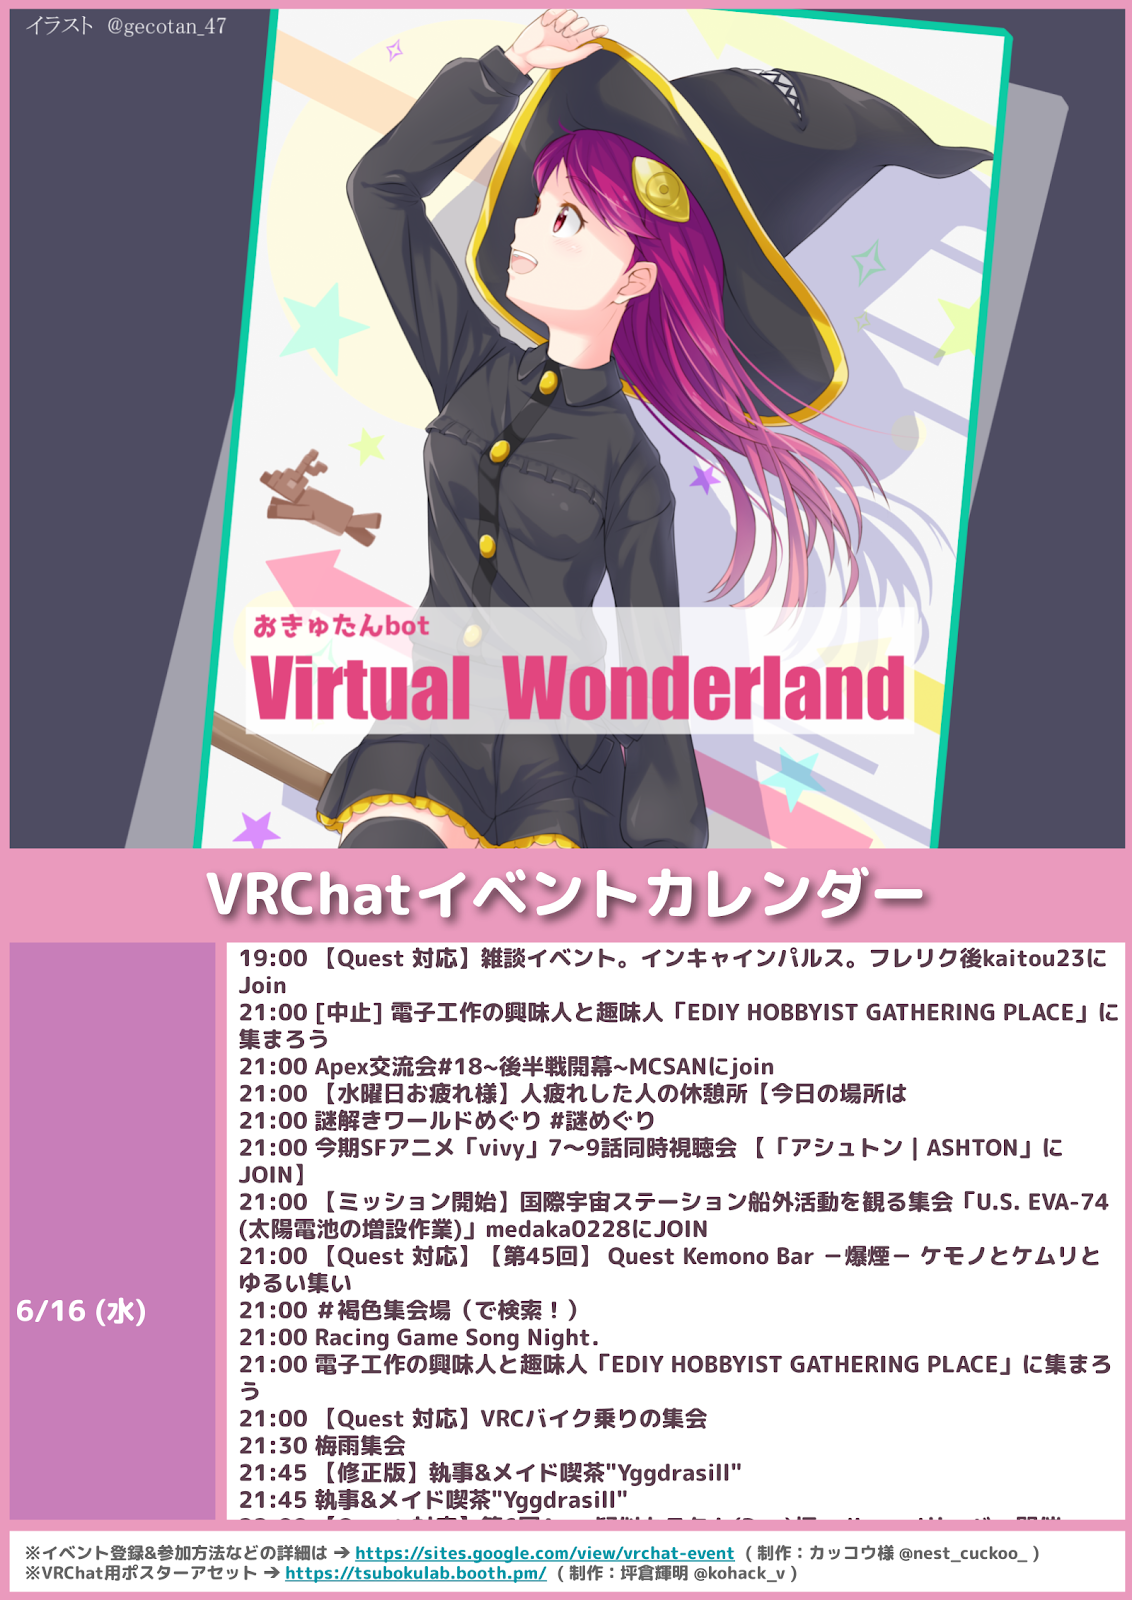 イラスト @gecotan_47
おきゅたんbot
Virtual Wonderland
VRChatイベントカレンダー
6/16 (水)
19:00 【Quest 対応】雑談イベント。インキャインパルス。フレリク後kaitou23に
Join
21:00 [中止] 電子工作の興味人と趣味人「EDIY HOBBYIST GATHERING PLACE」に
集まろう
21:00 Apex交流会#18~後半戦開幕~MCSANにjoin
21:00 【水曜日お疲れ様】人疲れした人の休憩所【今日の場所は
21:00 謎解きワールドめぐり #謎めぐり
21:00 今期SFアニメ「vivy」7〜9話同時視聴会 【「アシュトン | ASHTON」に
JOIN】
21:00 【ミッション開始】国際宇宙ステーション船外活動を観る集会「U.S. EVA-74
(太陽電池の増設作業)」medaka0228にJOIN
21:00 【Quest 対応】【第45回】 Quest Kemono Bar －爆煙－ ケモノとケムリと
ゆるい集い
21:00 ＃褐色集会場（で検索！）
21:00 Racing Game Song Night.
21:00 電子工作の興味人と趣味人「EDIY HOBBYIST GATHERING PLACE」に集まろ
う
21:00 【Quest 対応】VRCバイク乗りの集会
21:30 梅雨集会
21:45 【修正版】執事&メイド喫茶"Yggdrasill"
21:45 執事&メイド喫茶"Yggdrasill"
※イベント登録&参加方法などの詳細は ➔ https://sites.google.com/view/vrchat-event （制作：カッコウ様 @nest_cuckoo_ ）
※VRChat用ポスターアセット ➔ https://tsubokulab.booth.pm/ （制作：坪倉輝明 @kohack_v ）